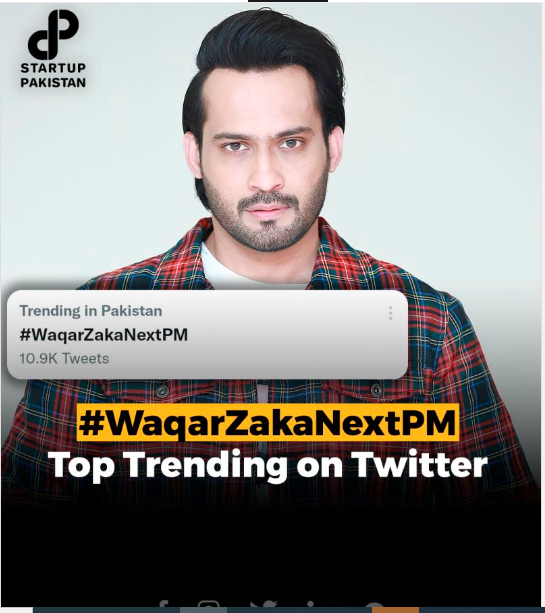 STARTUP
PAKISTAN
Trending in Pakistan
#WaqarZakaNextPM
10.9K Tweets
#WaqarZakaNextPM
Top Trending on Twitter